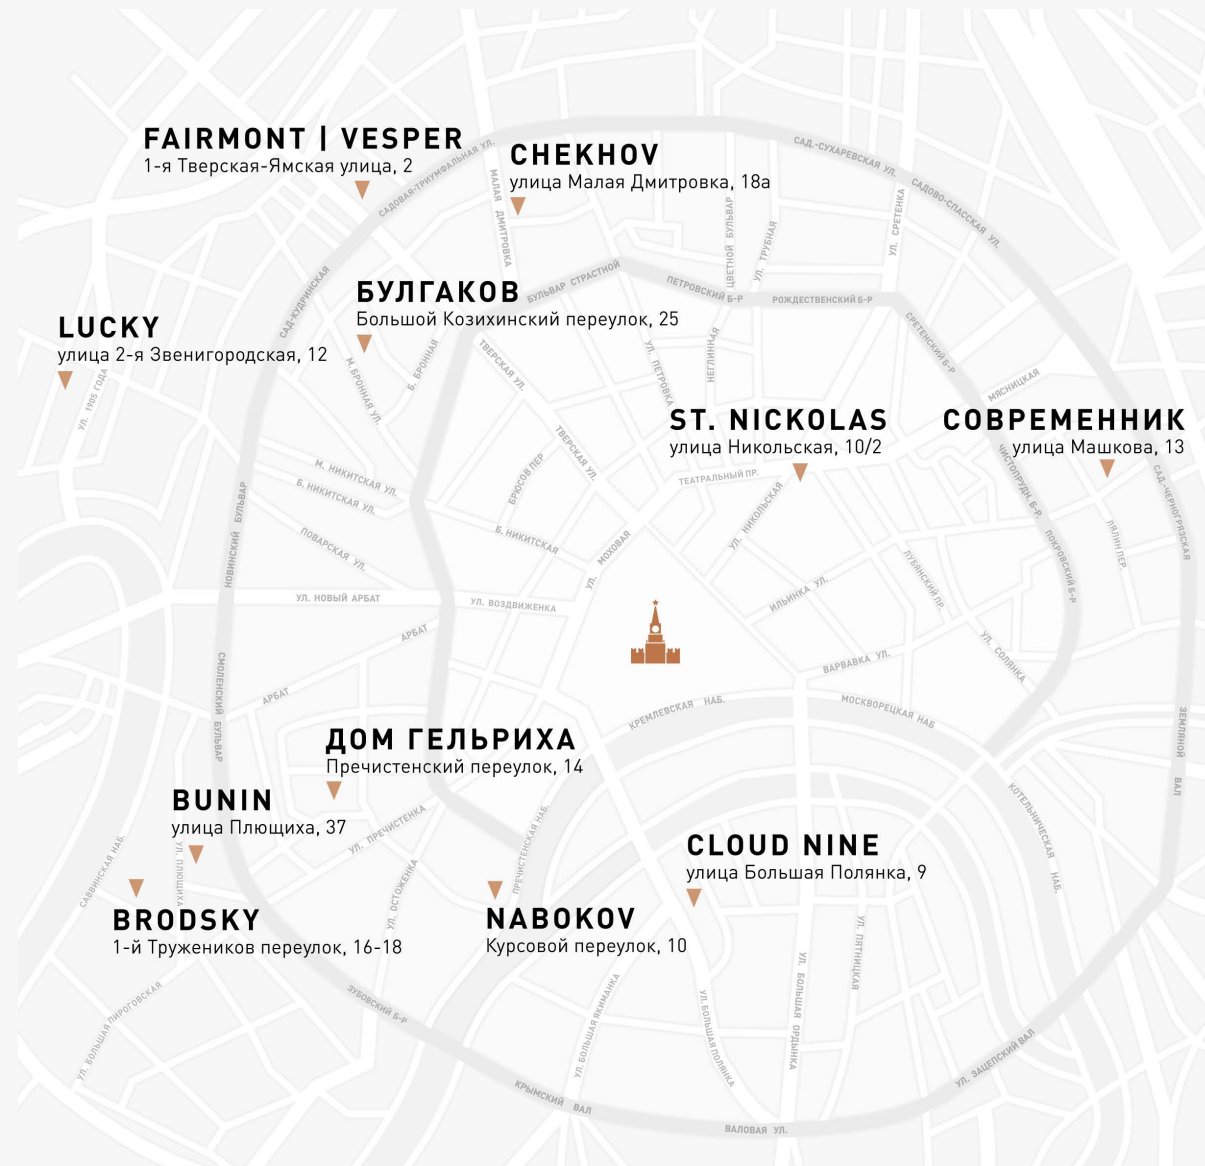 FAIRMONT | VESPER
1-я Тверская-Ямская улица, 2
CHEKHOV
улица Малая Дмитровка, 18а
САДОВАЯ-ТРИУМФАЛЬНАЯ УЛ.
МАЛАЯ ДМИТРОВКА
САД.-СУХАРЕВСКАЯ УЛ.
САДОВО-СПАССКАЯ УЛ.
УЛ. СРЕТЕНКА
ЦВЕТНОЙ БУЛЬВАР
УЛ. ТРУБНАЯ
САД-КУДРИНСКАЯ
БУЛГАКОВ
Большой Козихинский переулок, 25
БУЛЬВАР СТРАСТНОЙ
ПЕТРОВСКИЙ Б-Р
РОЖДЕСТВЕНСКИЙ Б-Р
LUCKY
улица 2-я Звенигородская, 12
УЛ. 1905 ГОДА
М.БРОННАЯ УЛ.
Б. БРОННАЯ
ТВЕРСКАЯ УЛ.
УЛ. ПЕТРОВКА
НЕГЛИННАЯ
СРЕТЕНСКИЙ Б-Р
МЯСНИЦКАЯ
ST. NICKOLAS
улица Никольская, 10/2
СОВРЕМЕННИК
улица Машкова, 13
М. НИКИТСКАЯ УЛ.
Б. НИКИТСКАЯ УЛ.
ПОВАРСКАЯ УЛ.
БРЮСОВ ПЕР
ТВЕРСКАЯ УЛ.
ТЕАТРАЛЬНЫЙ ПР.
УЛ. НИКОЛЬСКАЯ
ЧИСТОПРУДН. Б-Р.
САД.-ЧЕРНОГРЯЗСКАЯ
НОВИНСКИЙ БУЛЬВАР
Б. НИКИТСКАЯ
УЛ. МОХОВАЯ
ЛУБЯНСКИЙ ПР.
ПОКРОВСКИЙ Б-Р
ЛЯЛИН ПЕР
УЛ. НОВЫЙ АРБАТ
УЛ. ВОЗДВИЖЕНКА
ИЛЬИНКА УЛ.
АРБАТ
АРБАТ
ВАРВАВКА УЛ.
УЛ. СОЛЯНКА
СМОЛЕНСКИЙ БУЛЬВАР
КРЕМЛЕВСКАЯ НАБ.
МОСКВОРЕЦКАЯ НАБ
ЗЕМЛЯНОЙ ВАЛ
ДОМ ГЕЛЬРИХА
Пречистенский переулок, 14
BUNIN
улица Плющиха, 37
УЛ. ПЛЮЩИХА
САВВИНСКАЯ НАБ.
УЛ. ПРЕЧИСТЕНКА
УЛ. ОСТОЖЕНКА
ПРЕЧИСТЕНСКАЯ НАБ.
CLOUD NINE
улица Большая Полянка, 9
КОТЕЛЬНИЧЕСКАЯ НАБ.
BRODSKY
1-й Тружеников переулок, 16-18
NABOKOV
Курсовой переулок, 10
УЛ. БОЛЬШАЯ ПИРОГОВСКАЯ
ЗУБОВСКИЙ Б-Р
УЛ. БОЛЬШАЯ ЯКИМАНКА
УЛ. БОЛЬШАЯ ПОЛЯНКА
УЛ. БОЛЬШАЯ ОРДЫНКА
УЛ. ПЯТНИЦКАЯ
УЛ. ЗАЦЕПСКИЙ ВАЛ
КРЫМСКИЙ ВАЛ
ВАЛОВАЯ УЛ.